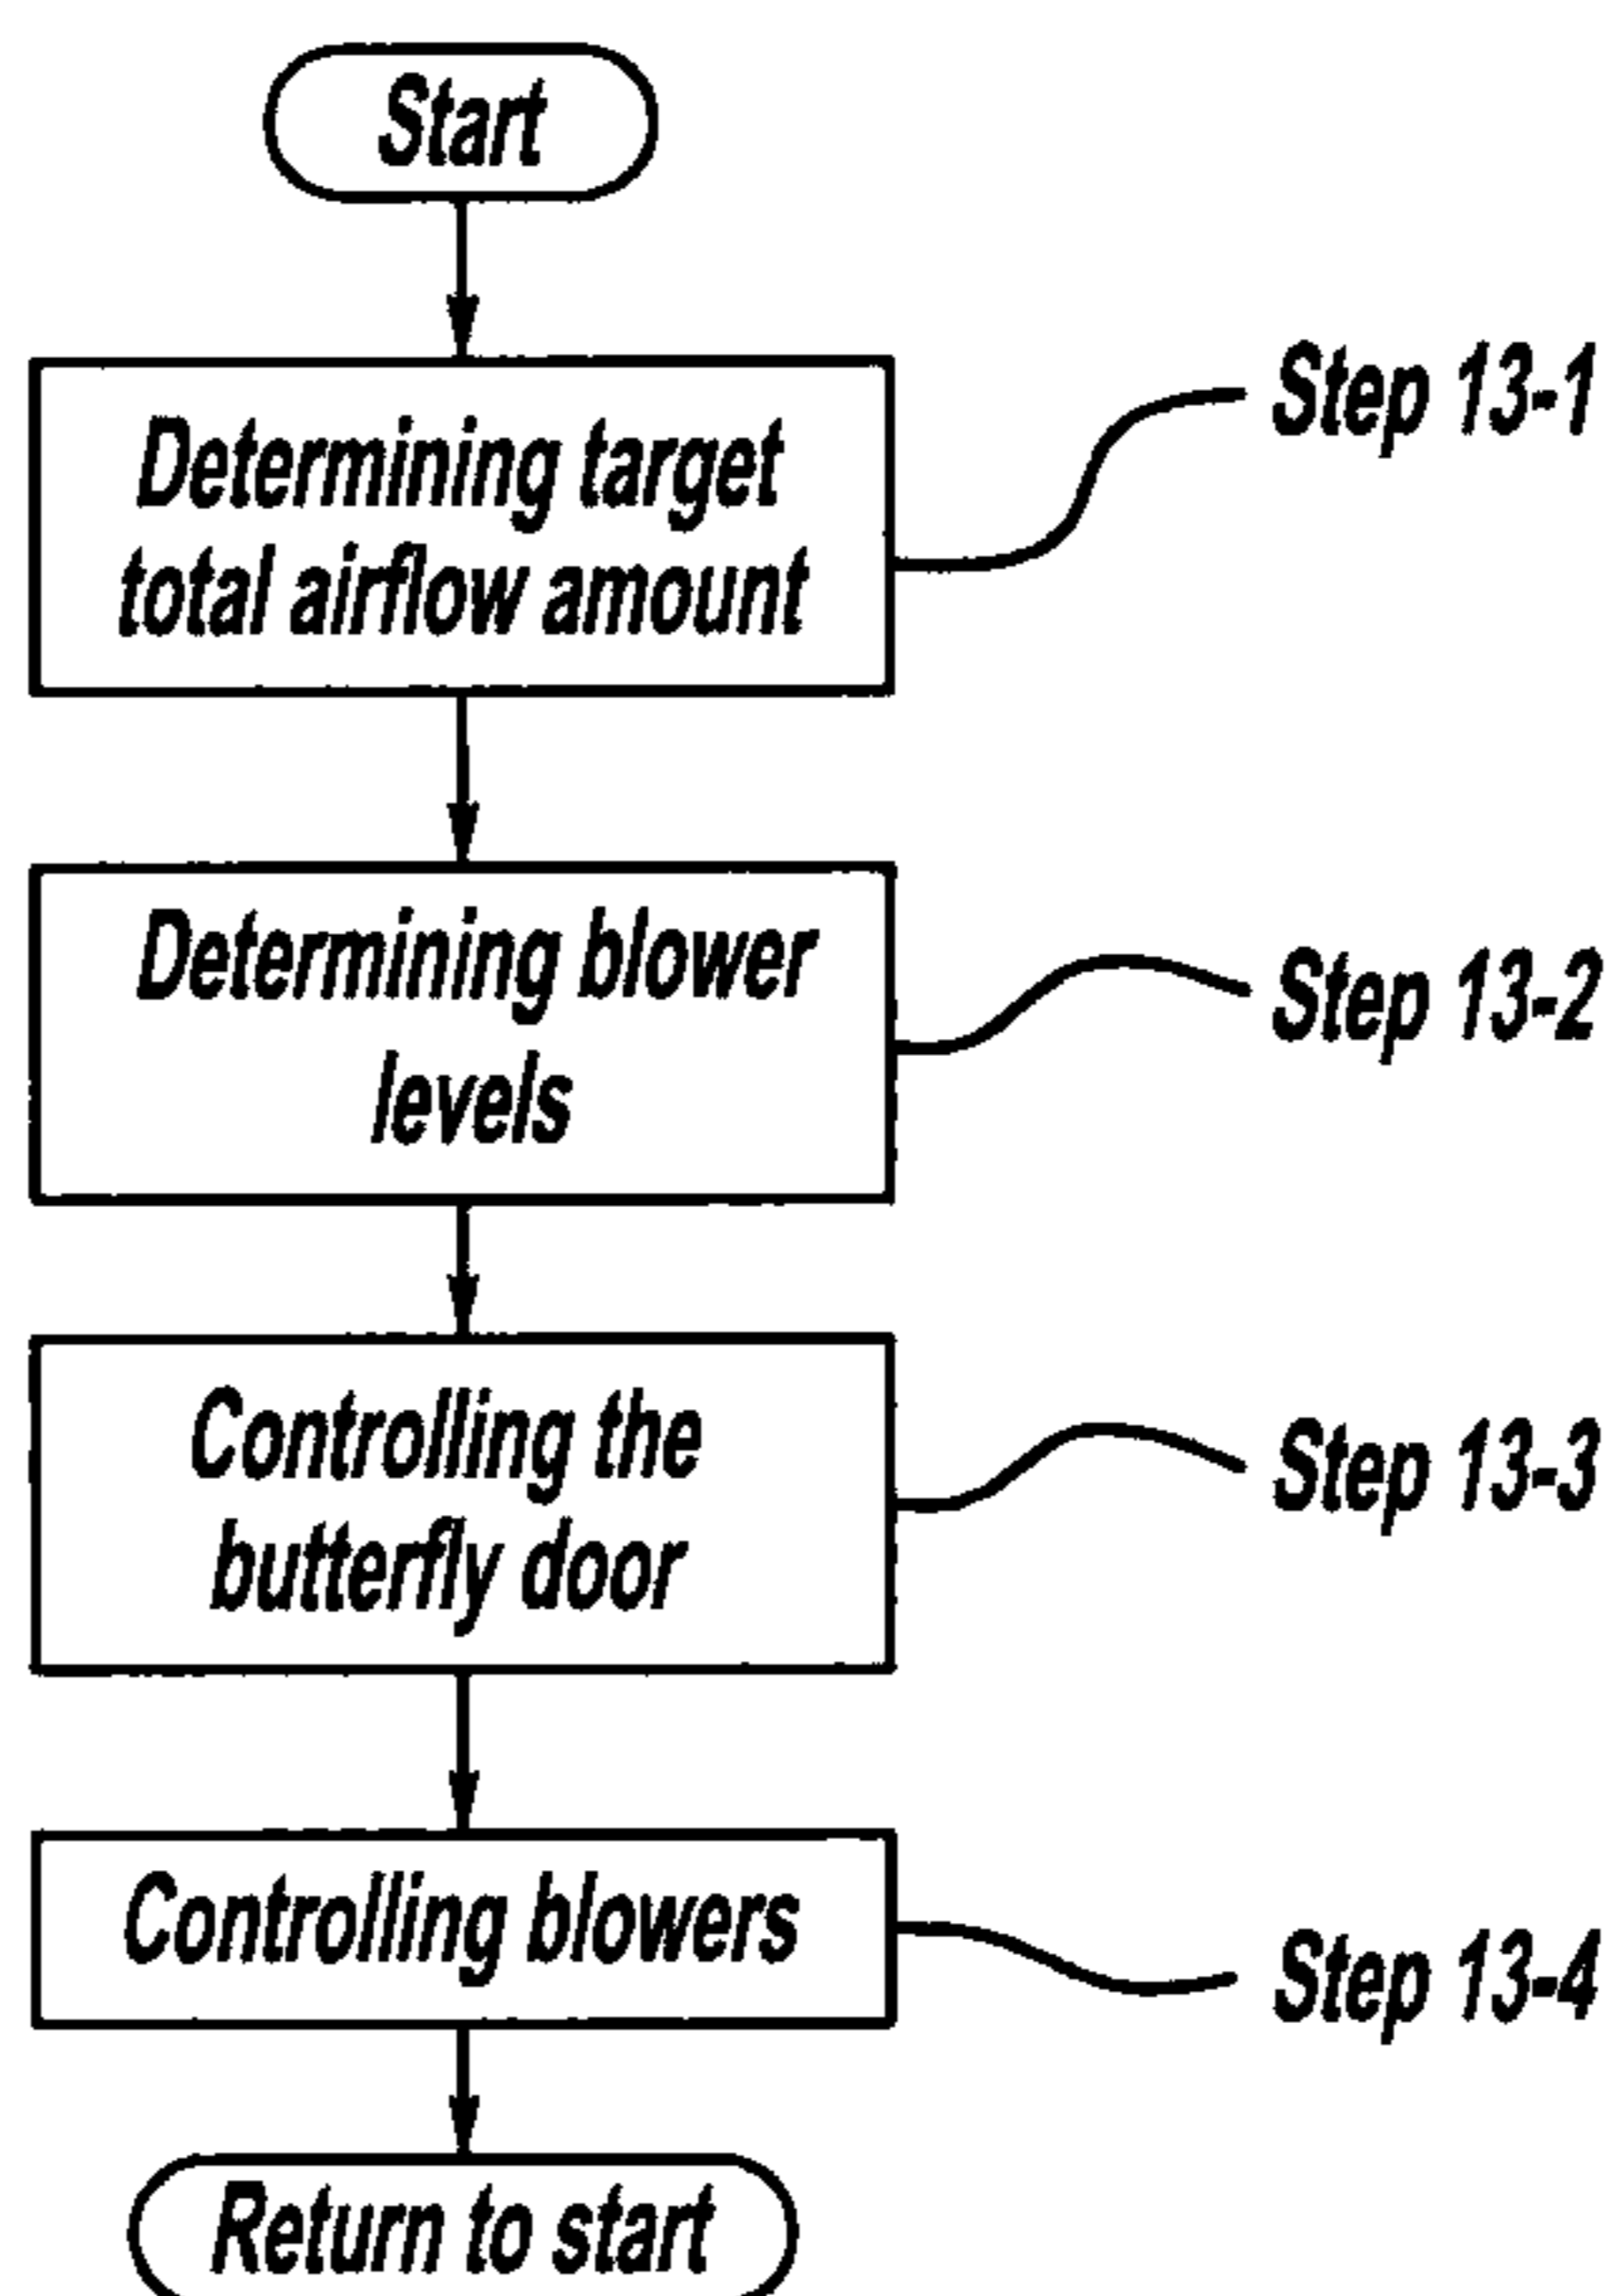 Start
Determining target
total airflow amount
Step 13-1
Determining blower
levels
Step 13-2
Controlling the
butterfly door
Step 13-3
Controlling blowers
Step 13-4
Return to start